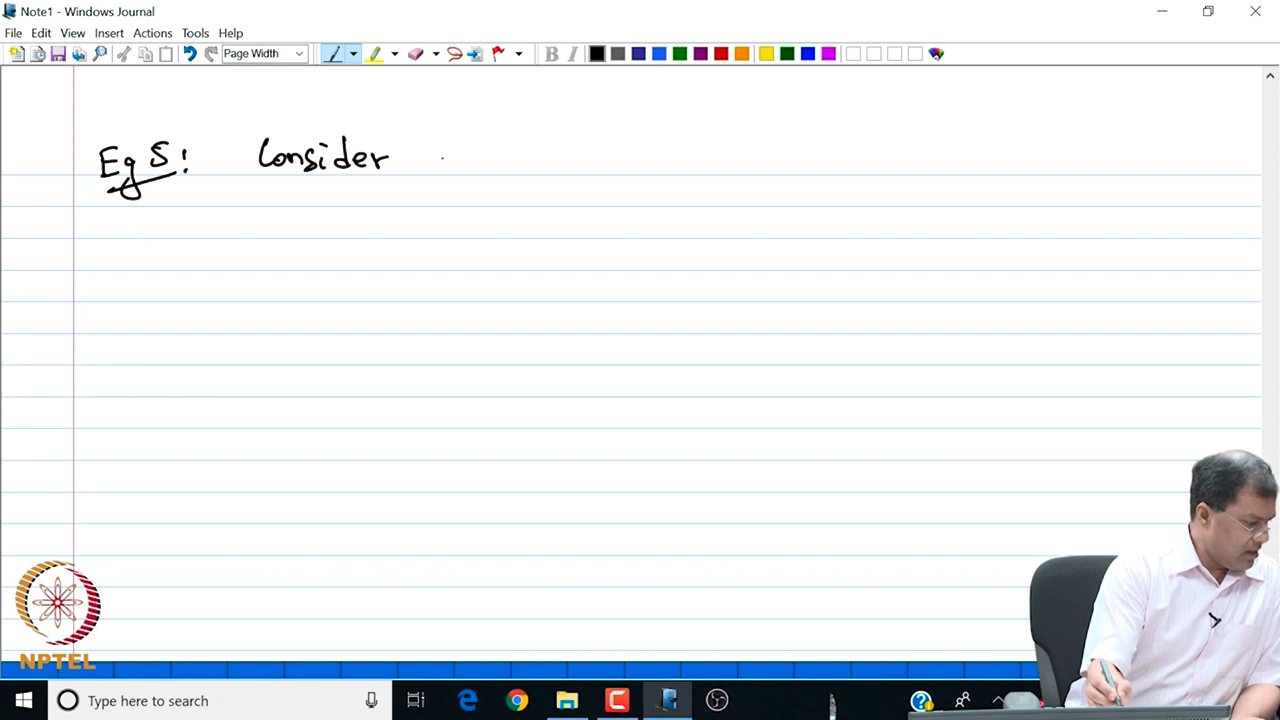 Note1 - Windows Journal
File Edit View Insert Actions Tools Help
Page Width
B I
Eg 5: Consider
NPTEL
Type here to search